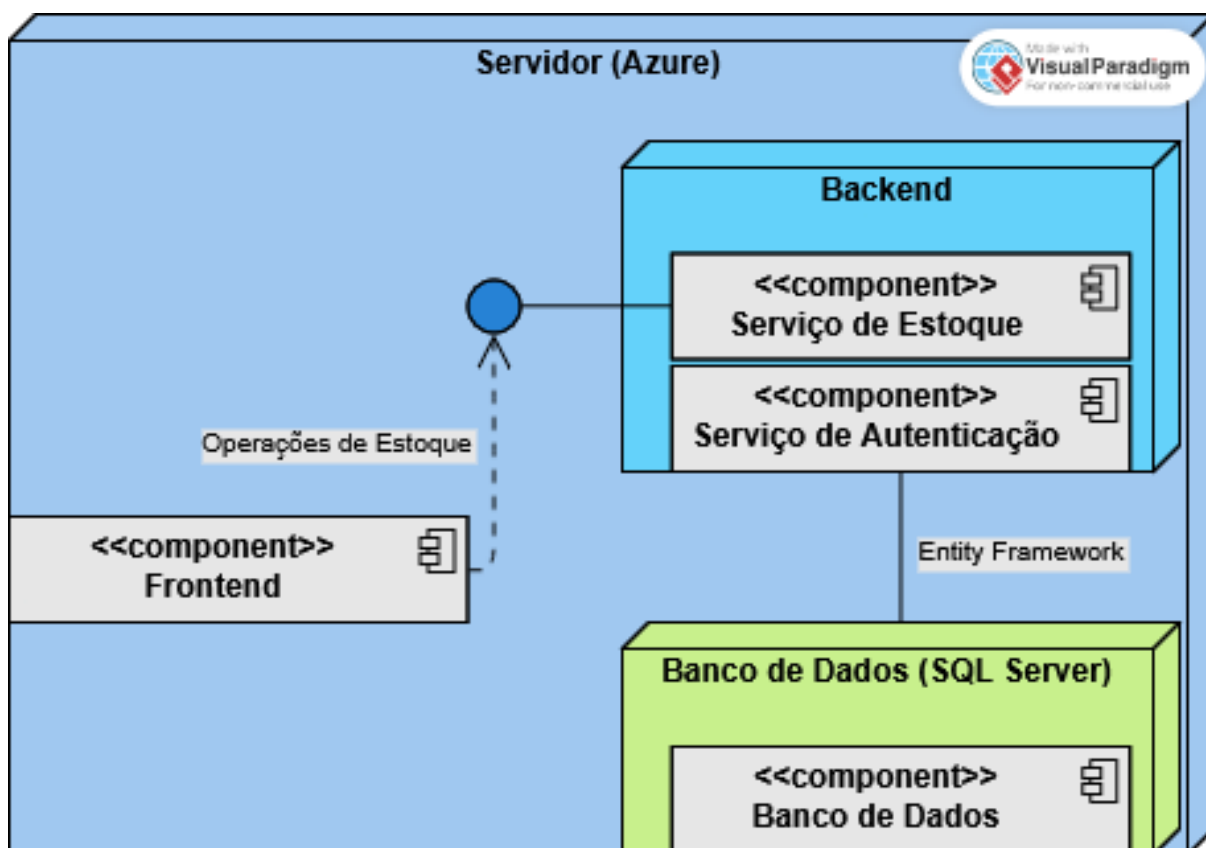 Servidor (Azure)
Made with
Visual Paradigm
For non-commercial use
Backend
<<component>>
Serviço de Estoque
<<component>>
Serviço de Autenticação
Operações de Estoque
<<component>>
Frontend
Entity Framework
Banco de Dados (SQL Server)
<<component>>
Banco de Dados